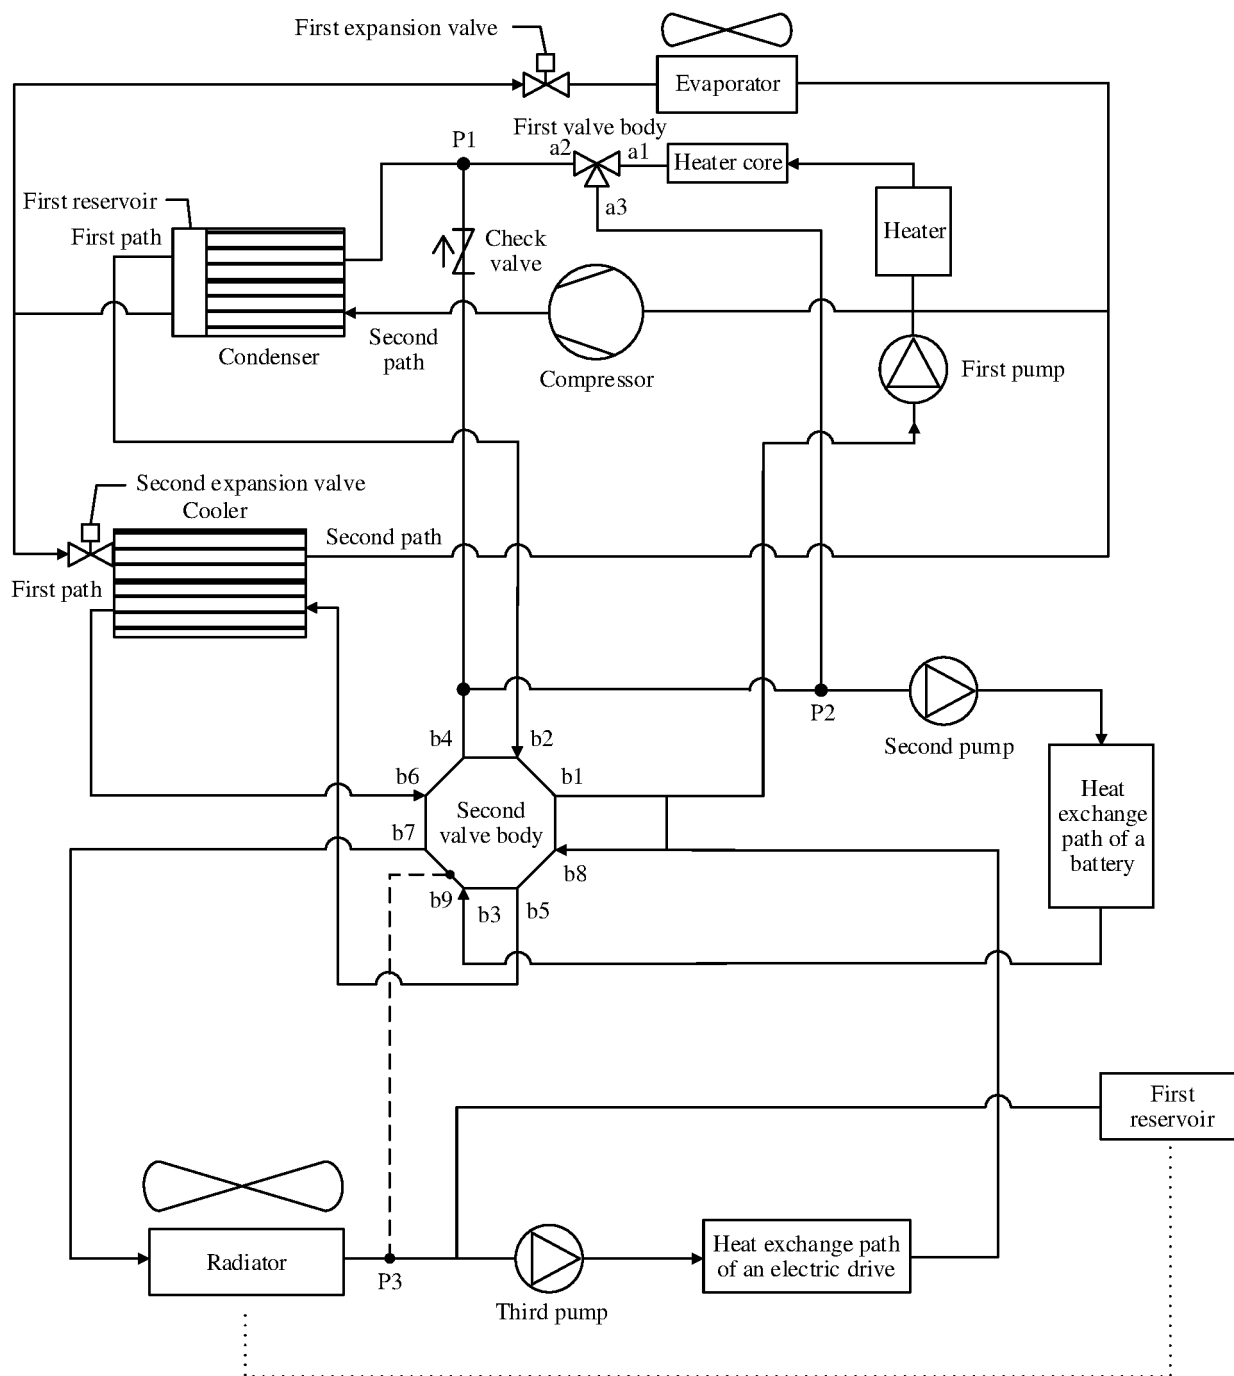 First expansion valve
Evaporator
First valve body
P1
a2
a1
Heater core
a3
First reservoir
First path
Heater
Check
valve
Second
path
Condenser
Compressor
First pump
Second expansion valve
Cooler
Second path
First path
P2
b4
b2
Second pump
b6
b1
Second
valve body
Heat
exchange
path of a
battery
b7
b8
b9
b3
b5
First
reservoir
Radiator
P3
Heat exchange path
of an electric drive
Third pump